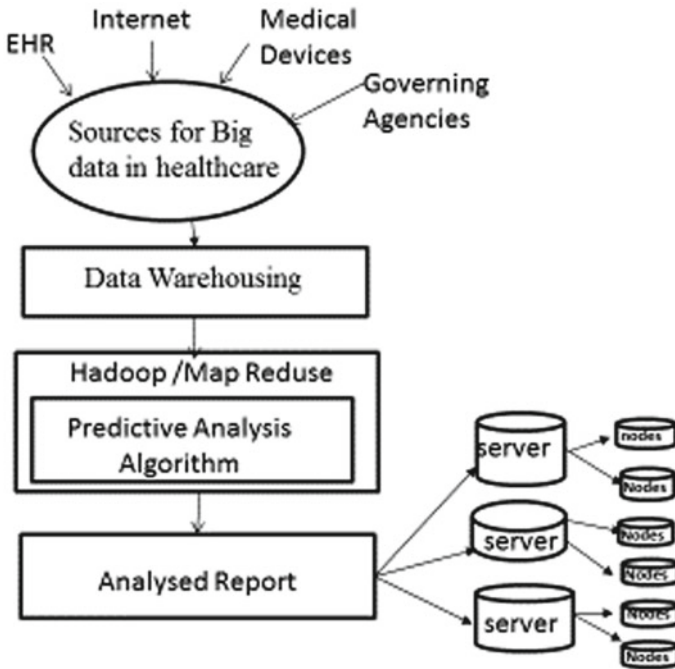 Internet
Medical
Devices
EHR
Governing
Agencies
Sources for Big
data in healthcare
Data Warehousing
Hadoop /Map Reduse
Predictive Analysis
Algorithm
Analysed Report
server
nodes
Nodes
server
Nodes
Nodes
server
Nodes
Nodes